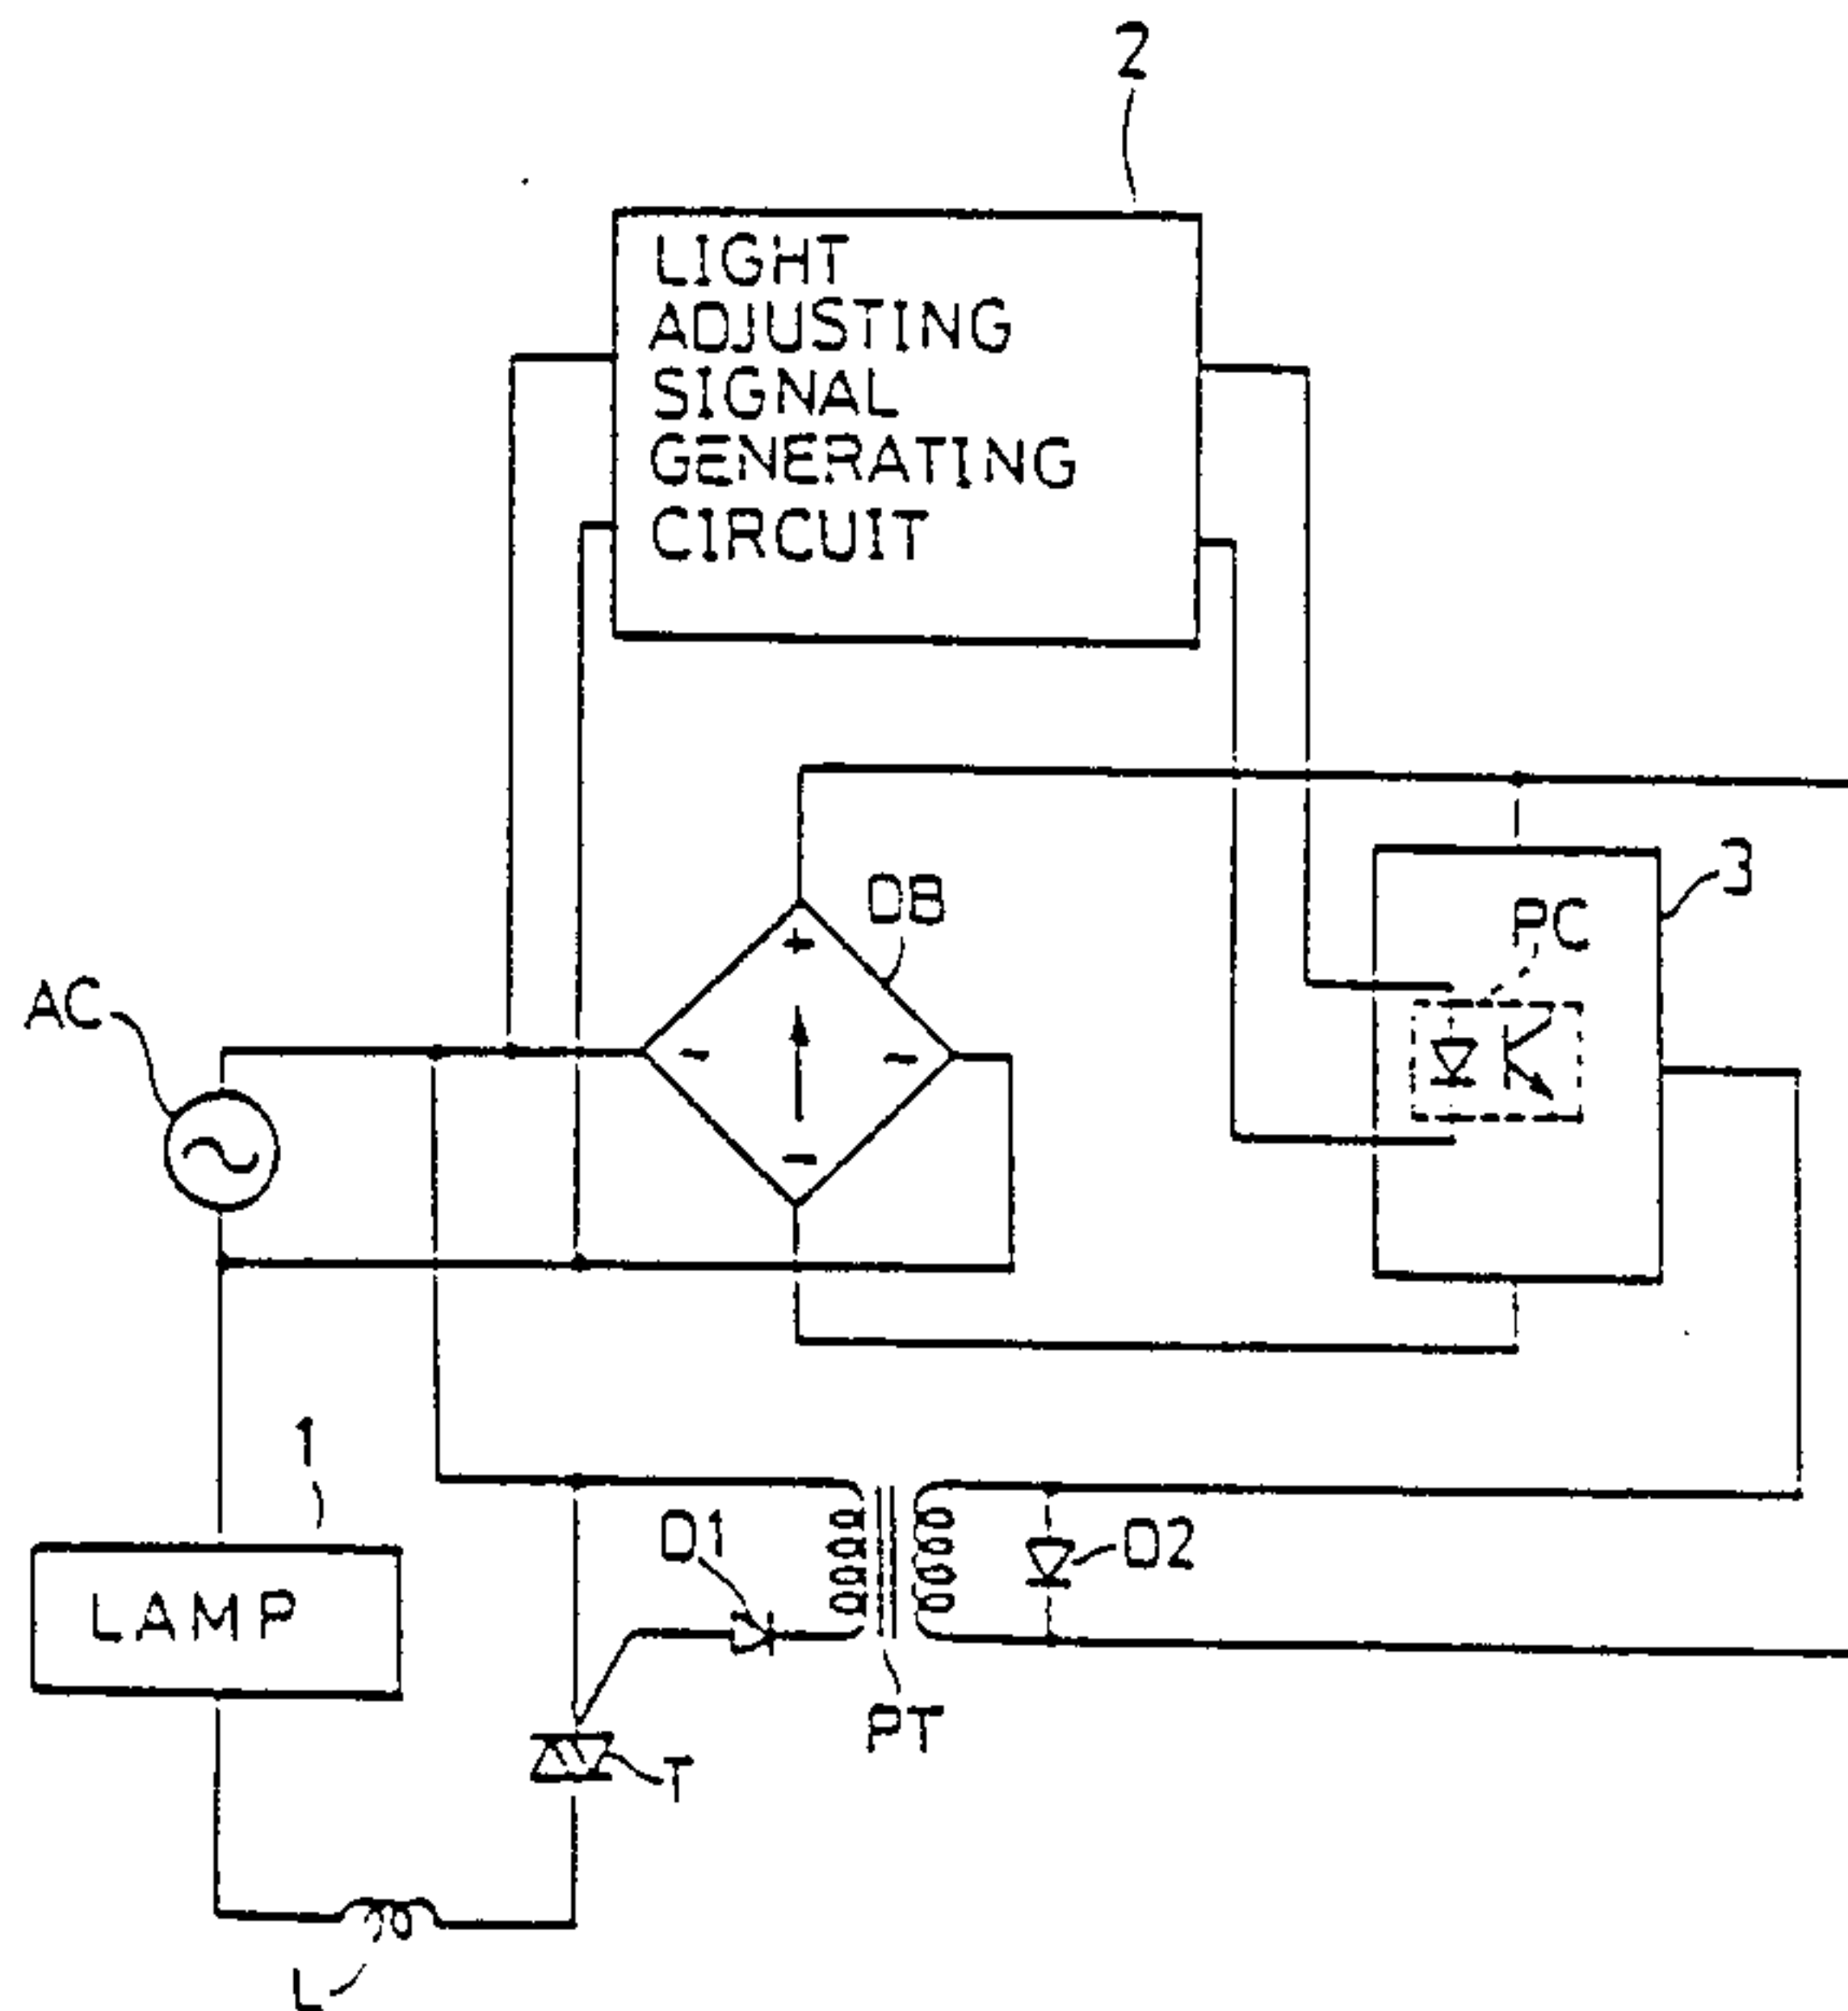 2
LIGHT
ADJUSTING
SIGNAL
GENERATING
CIRCUIT
DB
3
PC
AC
+
-
1
D1
D2
LAMP
PT
T
L